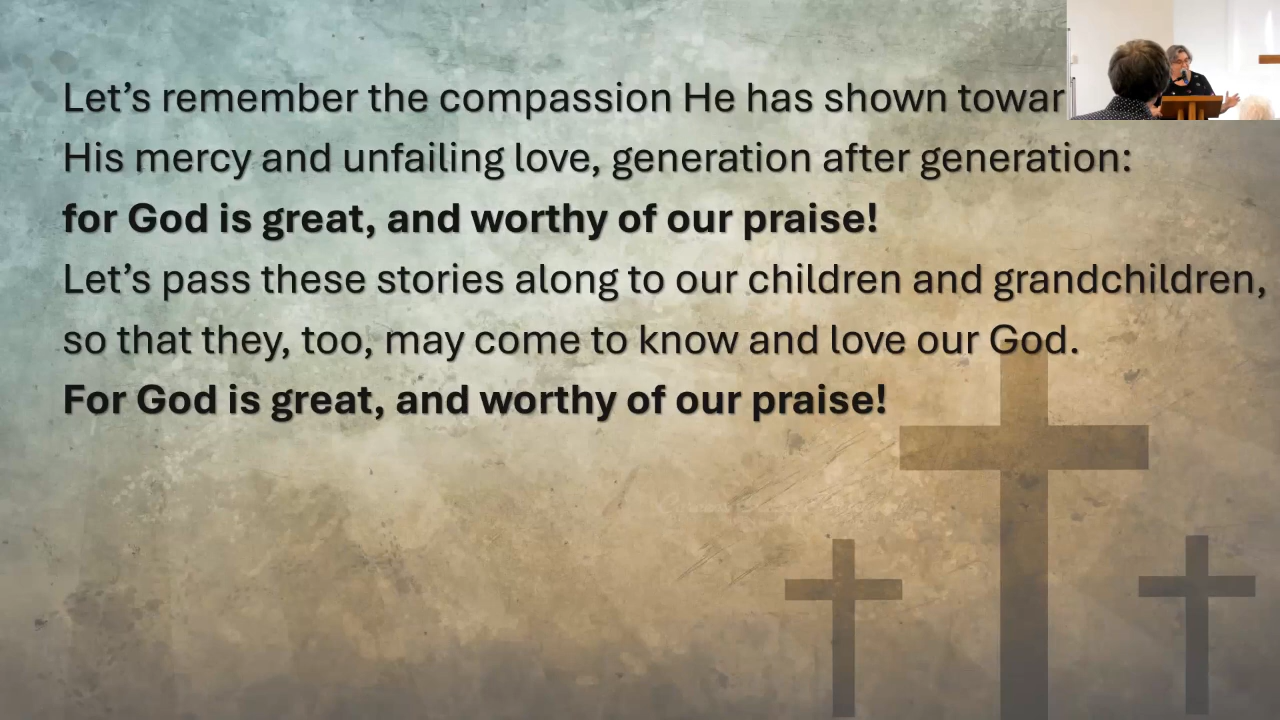 Let’s remember the compassion He has shown
His mercy and unfailing love, generation after generation:
for God is great, and worthy of our praise!
Let’s pass these stories along to our children and grandchildren,
so that they, too, may come to know and love our God.
For God is great, and worthy of our praise!